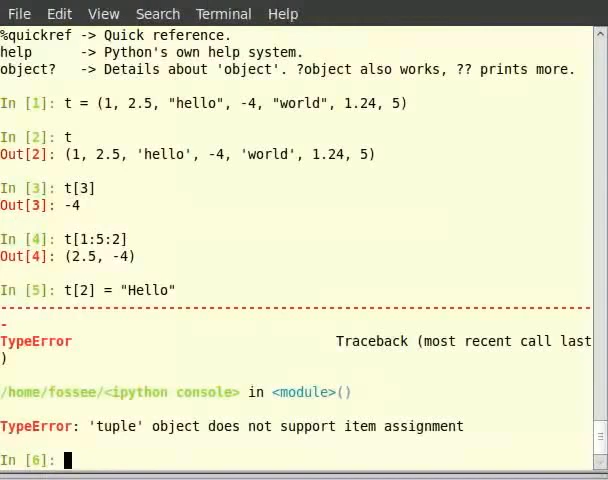 File Edit View Search Terminal Help
%quickref -> Quick reference.
help      -> Python's own help system.
object?   -> Details about 'object'. ?object also works, ?? prints more.
In [1]: t = (1, 2.5, "hello", -4, "world", 1.24, 5)
In [2]: t
Out[2]: (1, 2.5, 'hello', -4, 'world', 1.24, 5)
In [3]: t[3]
Out[3]: -4
In [4]: t[1:5:2]
Out[4]: (2.5, -4)
In [5]: t[2] = "Hello"
---------------------------------------------------------------------------
-
TypeError                                 Traceback (most recent call last
)
/home/fossee/<ipython console> in <module>()
TypeError: 'tuple' object does not support item assignment
In [6]: